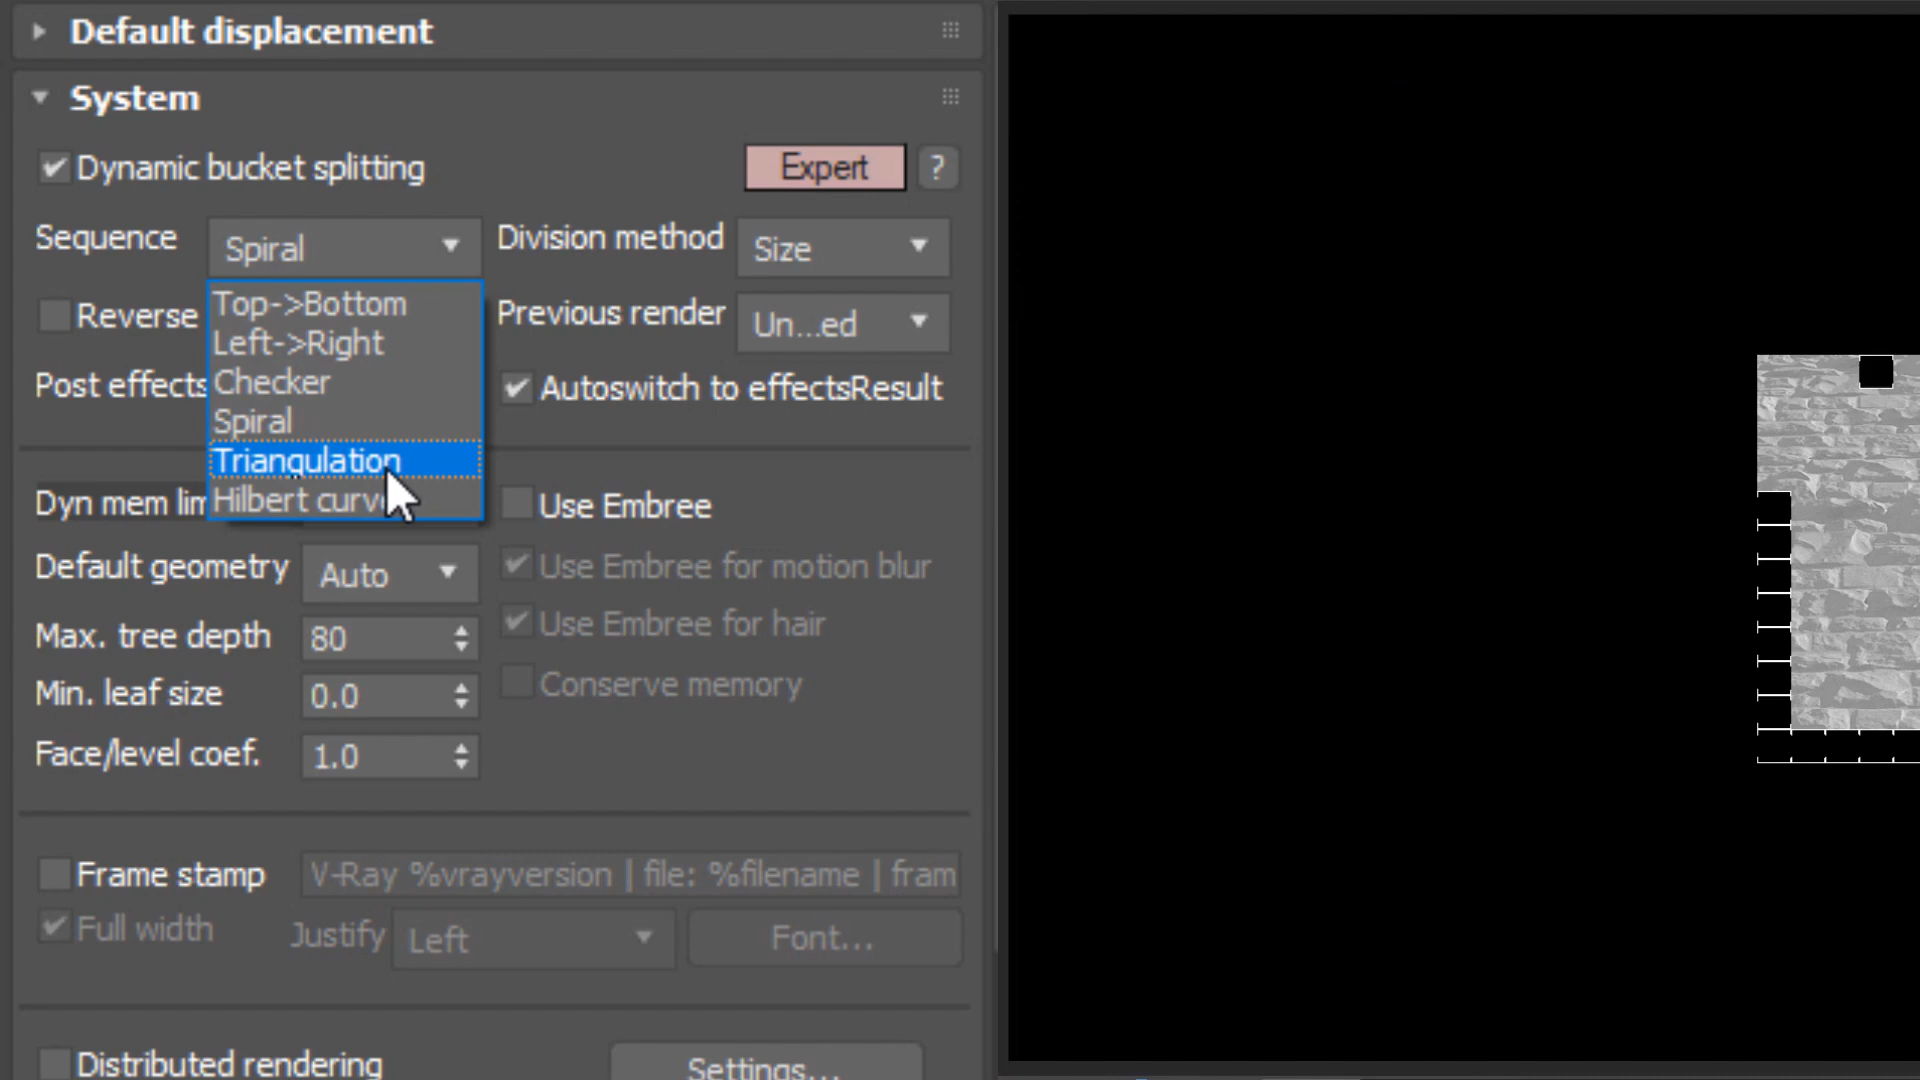 Default displacement
System
Dynamic bucket splitting
Expert
?
Sequence
Spiral
Division method
Size
Top->Bottom
Left->Right
Checker
Spiral
Triangulation
Hilbert curve
Reverse
Previous render
Un...ed
Post effects
Autoswitch to effectsResult
Dyn mem lim
Use Embree
Default geometry
Auto
Use Embree for motion blur
Max. tree depth
80
Use Embree for hair
Min. leaf size
0.0
Conserve memory
Face/level coef.
1.0
Frame stamp
V-Ray %vrayversion | file: %filename | fram
Full width
Justify
Left
Font...
Distributed rendering
Settings...